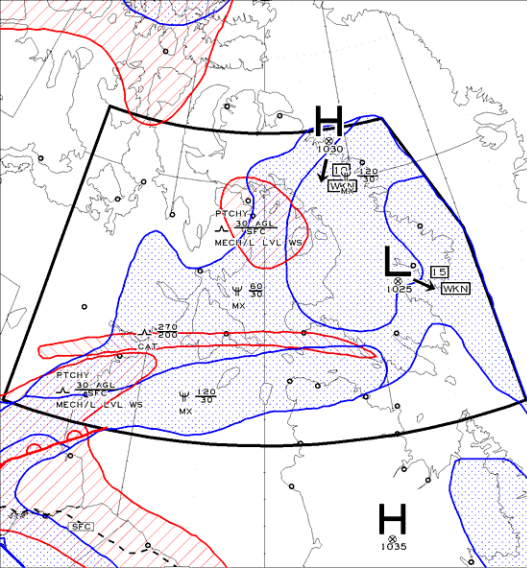 H
1030
10
WKN
MX
120
30
PTCHY
30 AGL
SFC
MECH/L LVL WS
L
1025
15
WKN
60
30
MX
270
200
CAT
PTCHY
30 AGL
SFC
MECH/L LVL WS
120
30
MX
SFC
H
1035